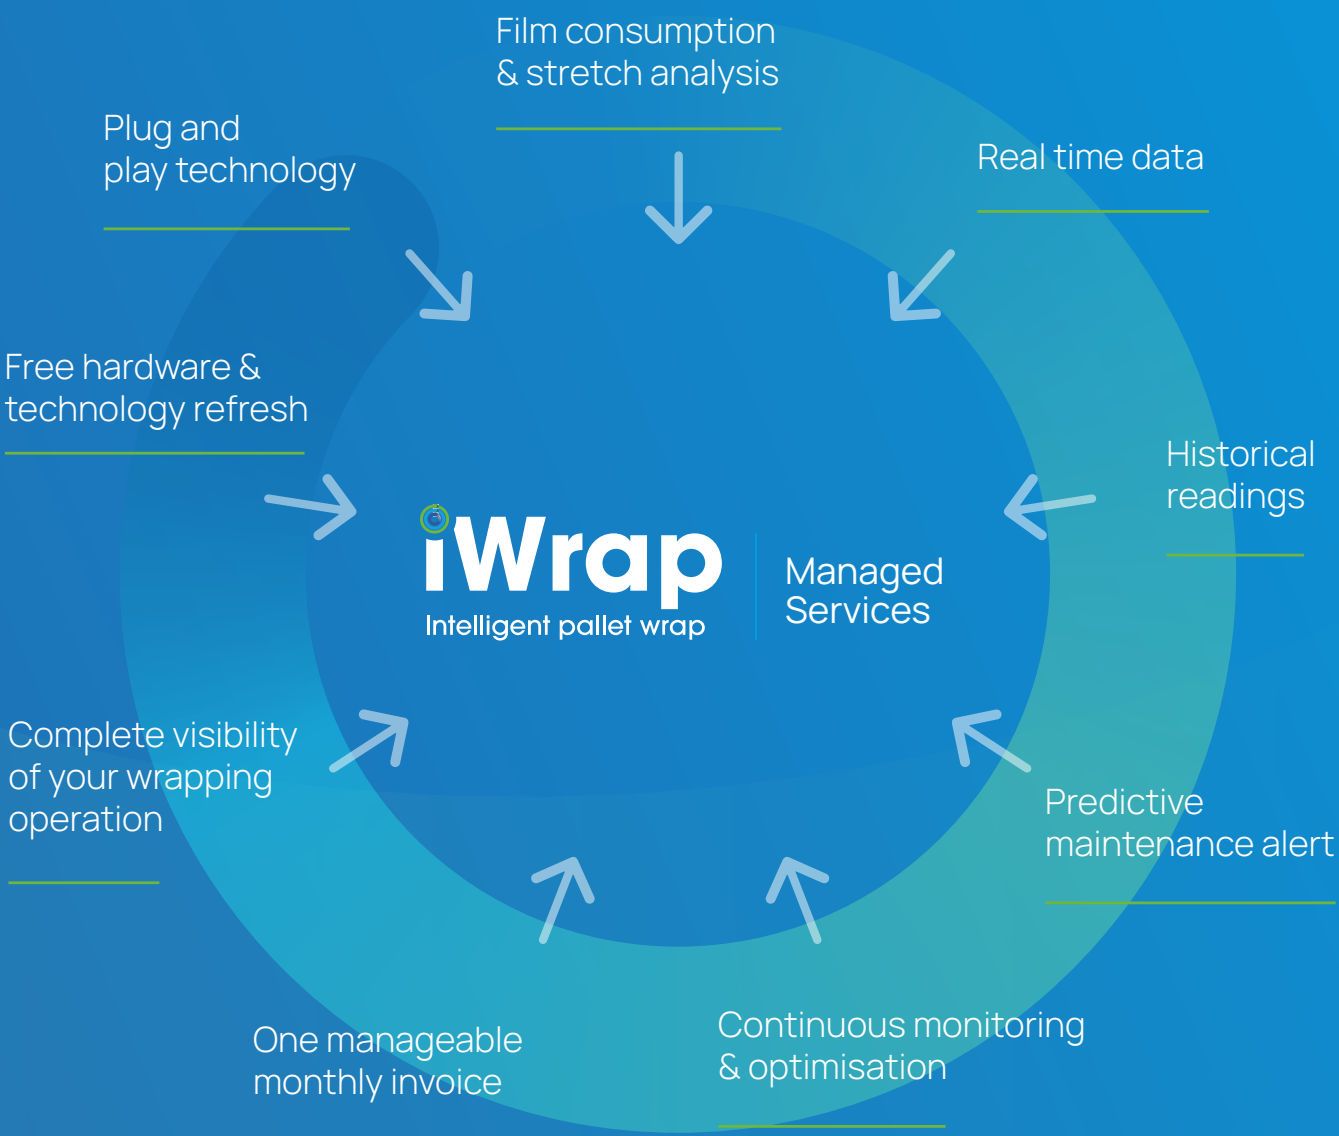 Film consumption
& stretch analysis
Plug and
play technology
Real time data
Free hardware &
technology refresh
Historical
readings
iWrap
Intelligent pallet wrap
Managed
Services
Complete visibility
of your wrapping
operation
Predictive
maintenance alert
One manageable
monthly invoice
Continuous monitoring
& optimisation